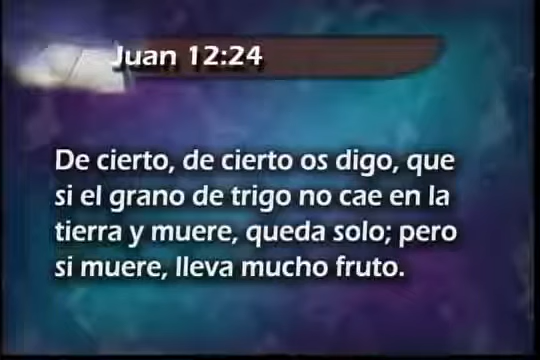 Juan 12:24
De cierto, de cierto os digo, que
si el grano de trigo no cae en la
tierra y muere, queda solo; pero
si muere, lleva mucho fruto.